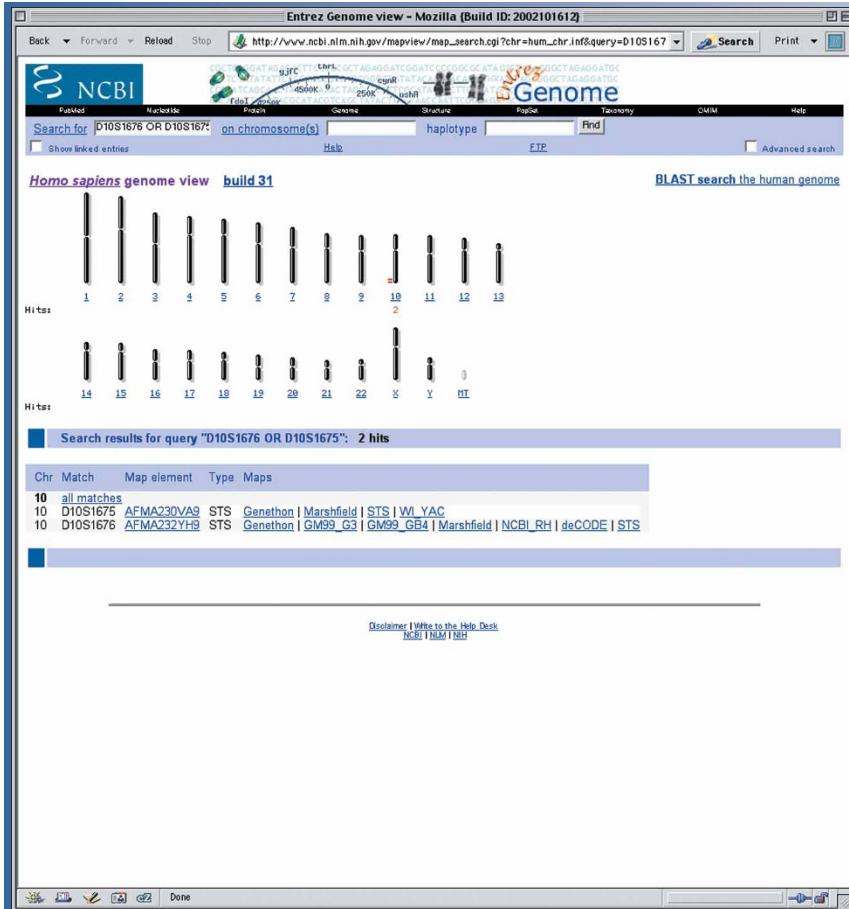 Entrez Genome view - Mozilla {Build ID: 2002101612}
Back Forward Reload Stop http://www.ncbi.nlm.nih.gov/mapview/map_search.cgi?chr=hum_chr.inf&query=D10S167 Search Print
NCBI
Entrez Genome
PubMed Nucleotide Protein Genome Structure PopSet Taxonomy OMIM Help
Search for D10S1676 OR D10S1675 on chromosome(s) haplotype Find
Show linked entries Help FTP Advanced search
Homo sapiens genome view build 31 BLAST search the human genome
1 2 3 4 5 6 7 8 9 10 11 12 13
Hits: 2
14 15 16 17 18 19 20 21 22 X Y MT
Hits:
Search results for query "D10S1676 OR D10S1675": 2 hits
Chr Match Map element Type Maps
10 all matches
10 D10S1675 AFMA230VA9 STS Genethon | Marshfield | STS | WI_YAC
10 D10S1676 AFMA232YH9 STS Genethon | GM99_G3 | GM99_GB4 | Marshfield | NCBI_RH | deCODE | STS
Disclaimer | Write to the Help Desk
NCBI | NLM | NIH
Done